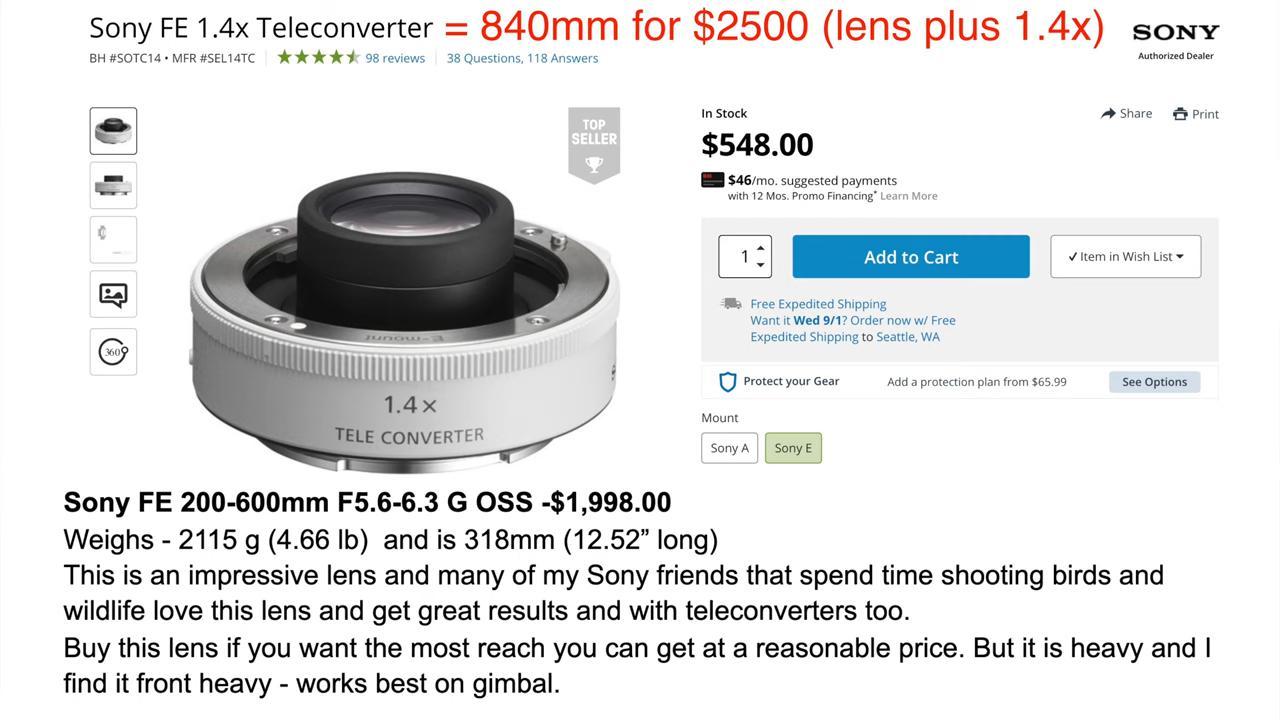 Sony FE 1.4x Teleconverter = 840mm for $2500 (lens plus 1.4x)
SONY
Authorized Dealer
BH #SOTC14 • MFR #SEL14TC 98 reviews 38 Questions, 118 Answers
TOP
SELLER
In Stock
Share Print
$548.00
$46/mo. suggested payments
with 12 Mos. Promo Financing* Learn More
1 Add to Cart ✓ Item in Wish List
Free Expedited Shipping
Want it Wed 9/1? Order now w/ Free
Expedited Shipping to Seattle, WA
Protect your Gear Add a protection plan from $65.99 See Options
Mount
Sony A Sony E
360
E-mount
1.4×
TELE CONVERTER
Sony FE 200-600mm F5.6-6.3 G OSS -$1,998.00
Weighs - 2115 g (4.66 lb) and is 318mm (12.52” long)
This is an impressive lens and many of my Sony friends that spend time shooting birds and
wildlife love this lens and get great results and with teleconverters too.
Buy this lens if you want the most reach you can get at a reasonable price. But it is heavy and I
find it front heavy - works best on gimbal.